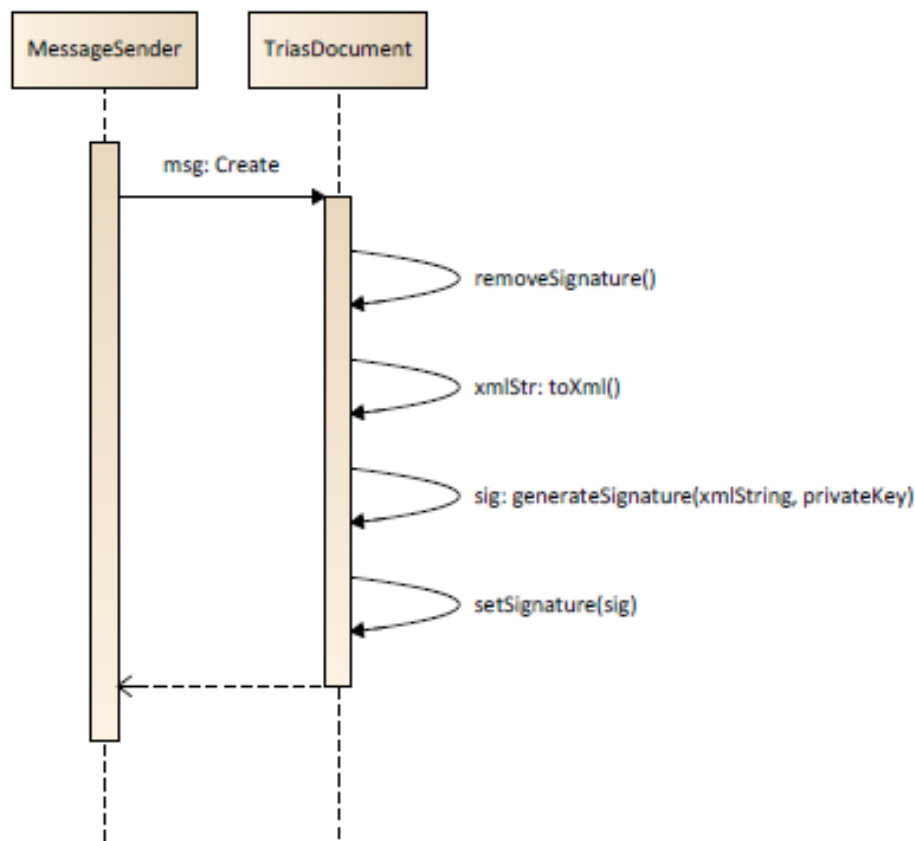 MessageSender
TriasDocument
msg: Create
removeSignature()
xmlStr: toXml()
sig: generateSignature(xmlString, privateKey)
setSignature(sig)